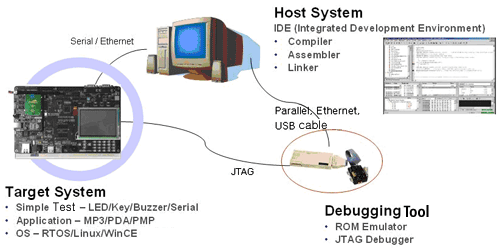 Host System
IDE (Integrated Development Environment)
• Compiler
• Assembler
• Linker
Serial / Ethernet
Parallel, Ethernet,
USB cable
JTAG
Target System
• Simple Test – LED/Key/Buzzer/Serial
• Application – MP3/PDA/PMP
• OS – RTOS/Linux/WinCE
Debugging Tool
• ROM Emulator
• JTAG Debugger